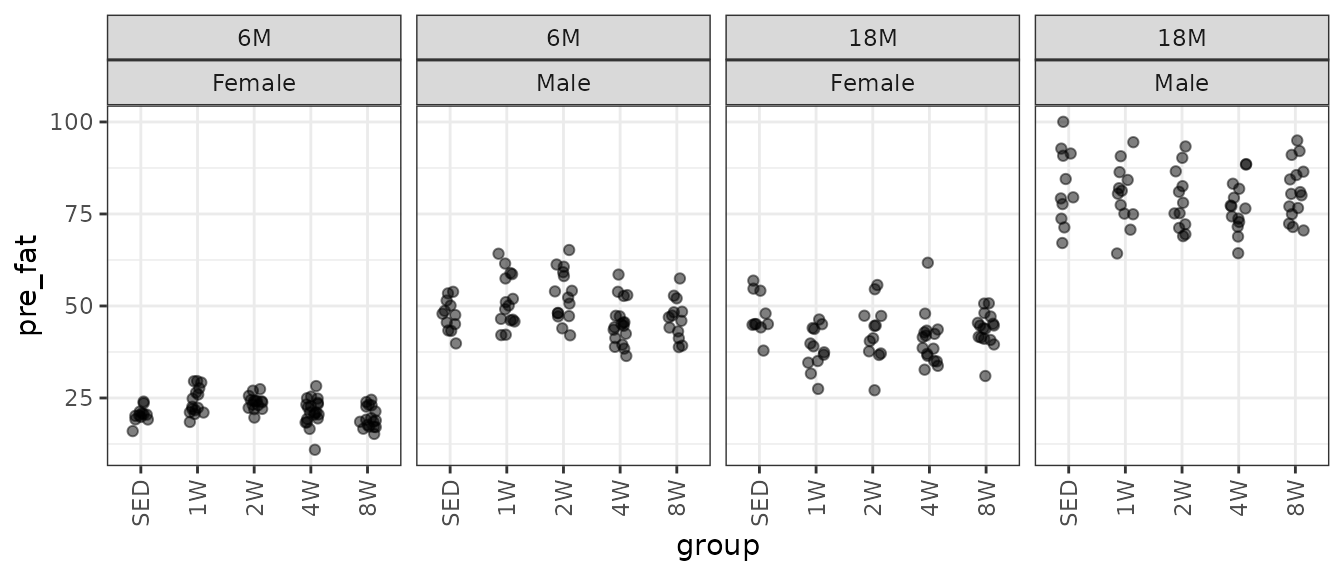 6M 6M 18M 18M
Female Male Female Male
100
75
50
25
pre_fat
SED 1W 2W 4W 8W SED 1W 2W 4W 8W SED 1W 2W 4W 8W SED 1W 2W 4W 8W
group